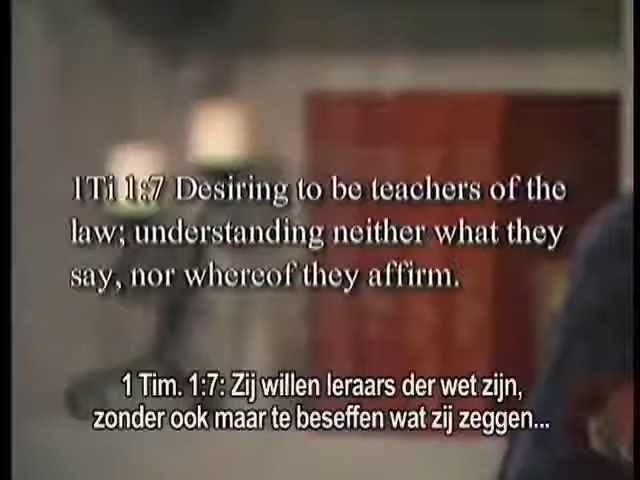 1Ti 1:7 Desiring to be teachers of the
law; understanding neither what they
say, nor whereof they affirm.
1 Tim. 1:7: Zij willen leraars der wet zijn,
zonder ook maar te beseffen wat zij zeggen...